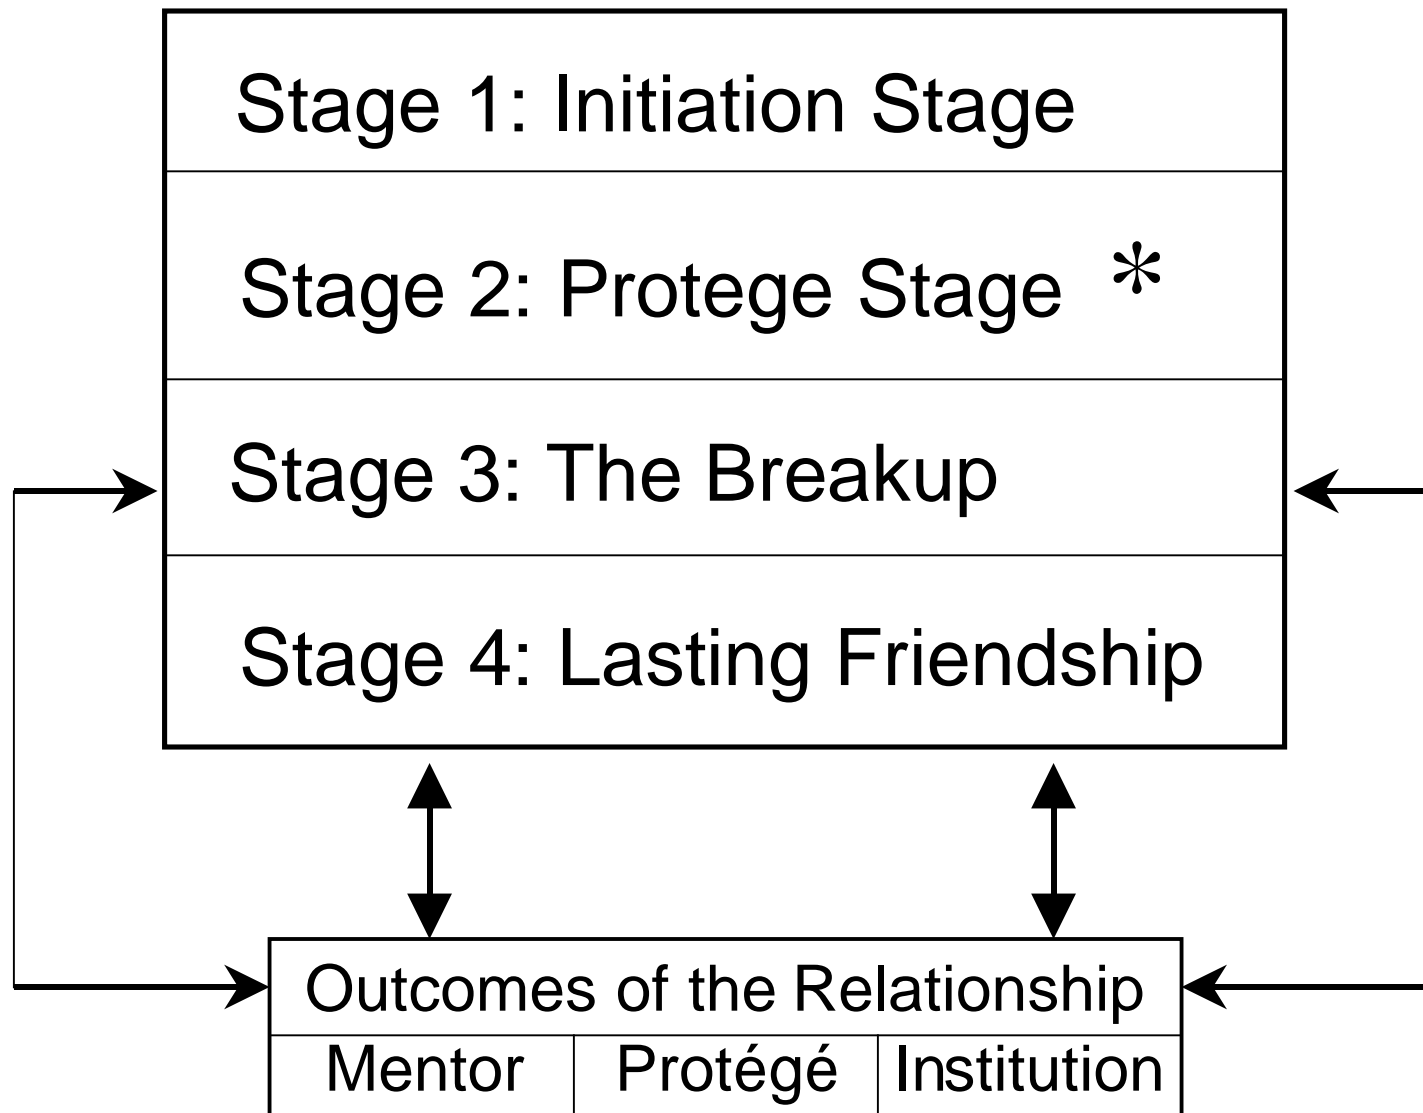 Stage 1: Initiation Stage
Stage 2: Protege Stage *
Stage 3: The Breakup
Stage 4: Lasting Friendship
Outcomes of the Relationship
Mentor Protégé Institution